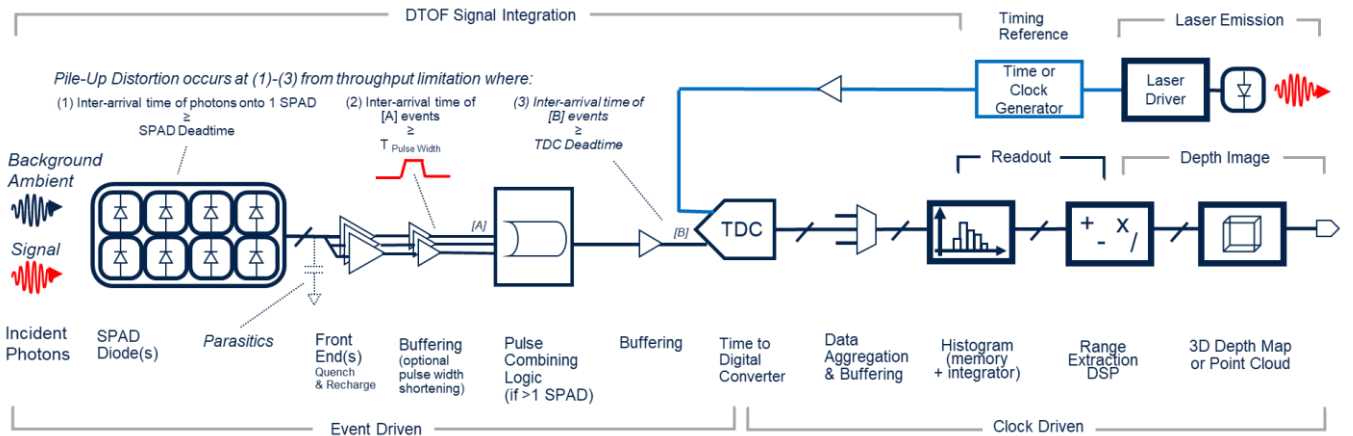 DTOF Signal Integration
Timing
Reference
Laser Emission
Pile-Up Distortion occurs at (1)-(3) from throughput limitation where:
(1) Inter-arrival time of photons onto 1 SPAD
≥
SPAD Deadtime
(2) Inter-arrival time of
[A] events
≥
T Pulse Width
(3) Inter-arrival time of
[B] events
≥
TDC Deadtime
Time or
Clock
Generator
Laser
Driver
Background
Ambient
Signal
Readout
Depth Image
[A]
[B]
TDC
+
-
x
/
Incident
Photons
SPAD
Diode(s)
Parasitics
Front
End(s)
Quench
& Recharge
Buffering
(optional
pulse width
shortening)
Pulse
Combining
Logic
(if >1 SPAD)
Buffering
Time to
Digital
Converter
Data
Aggregation
& Buffering
Histogram
(memory
+ integrator)
Range
Extraction
DSP
3D Depth Map
or Point Cloud
Event Driven
Clock Driven